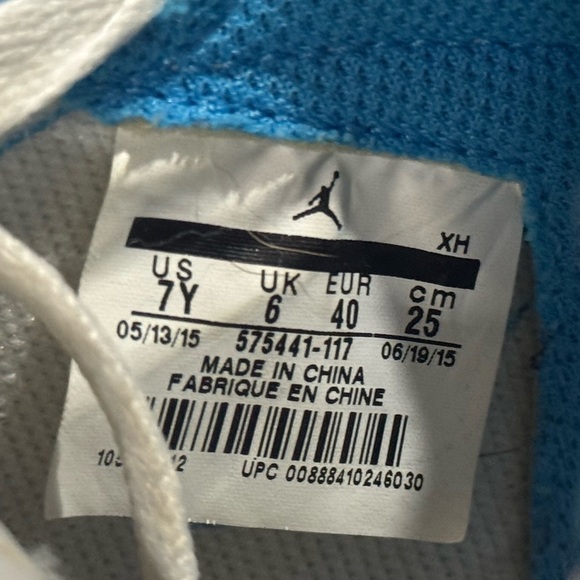 XH
US UK EUR cm
7Y 6 40 25
05/13/15 575441-117 06/19/15
MADE IN CHINA
FABRIQUE EN CHINE
UPC 00888410246030